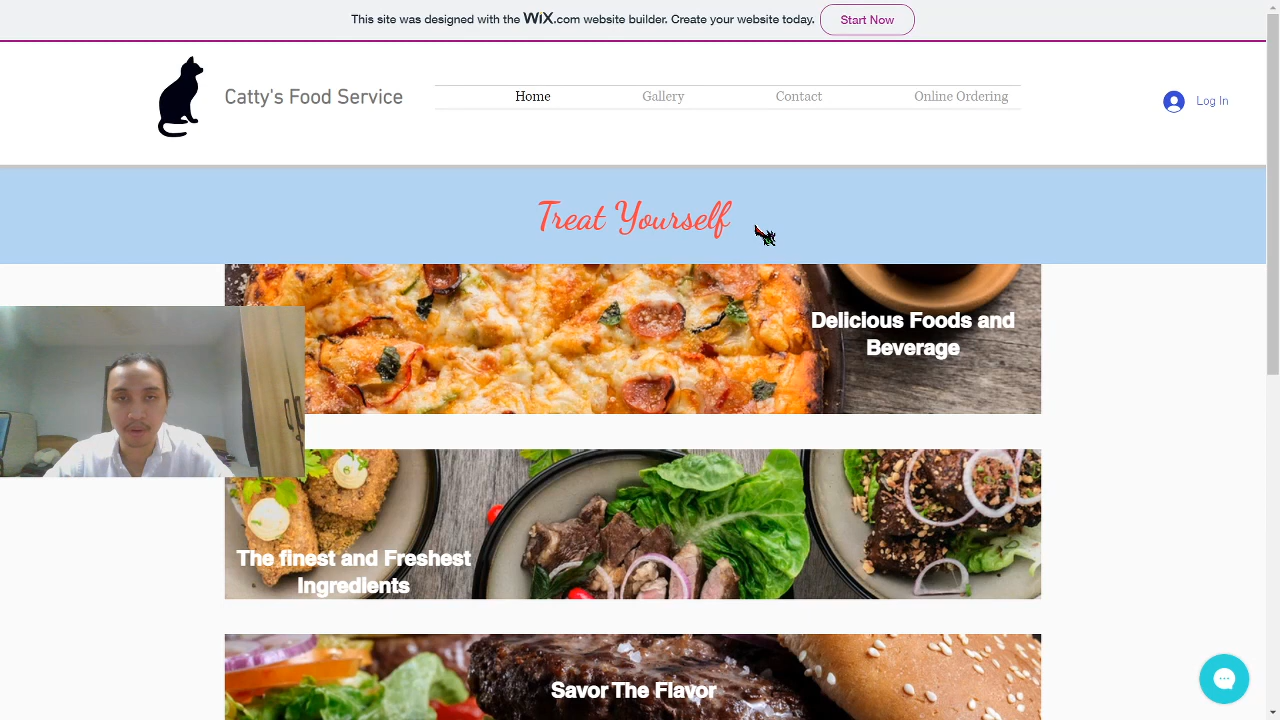 This site was designed with the WiX.com website builder. Create your website today.
Start Now
Catty's Food Service
Home
Gallery
Contact
Online Ordering
Log In
Treat Yourself
Delicious Foods and
Beverage
The finest and Freshest
Ingredients
Savor The Flavor